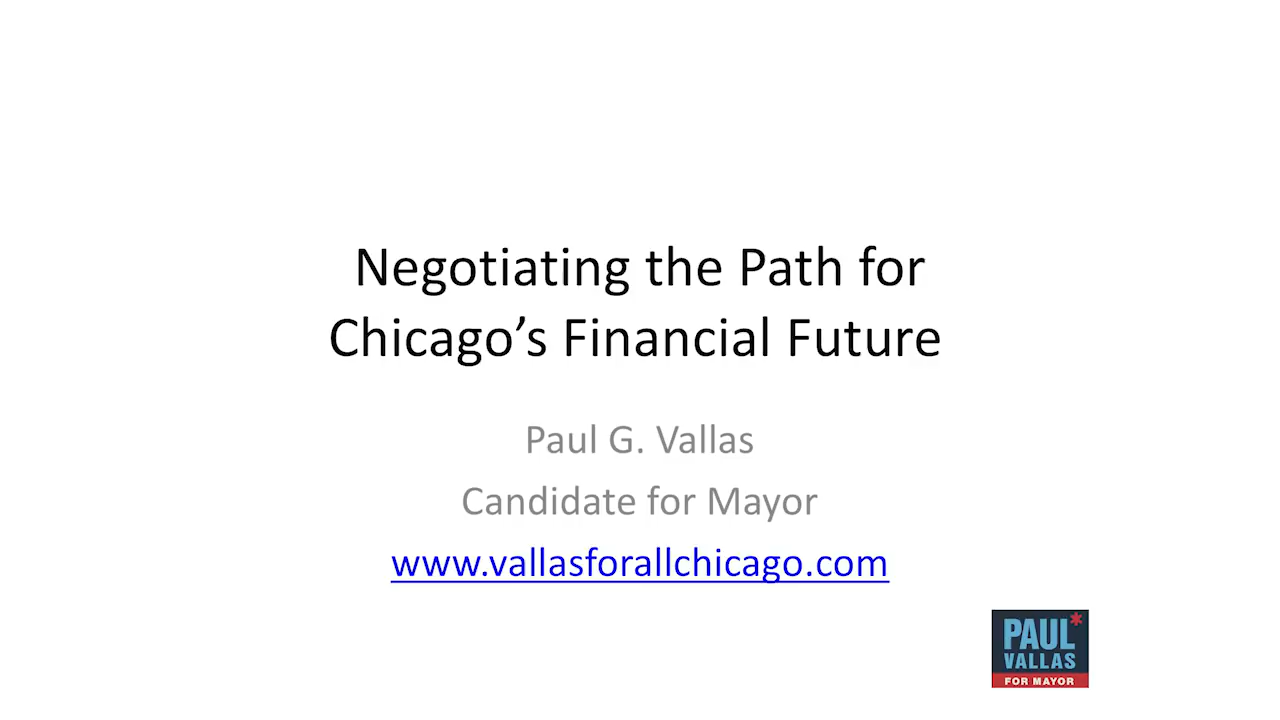 Negotiating the Path for
Chicago’s Financial Future
Paul G. Vallas
Candidate for Mayor
www.vallasforallchicago.com
PAUL*
VALLAS
FOR MAYOR